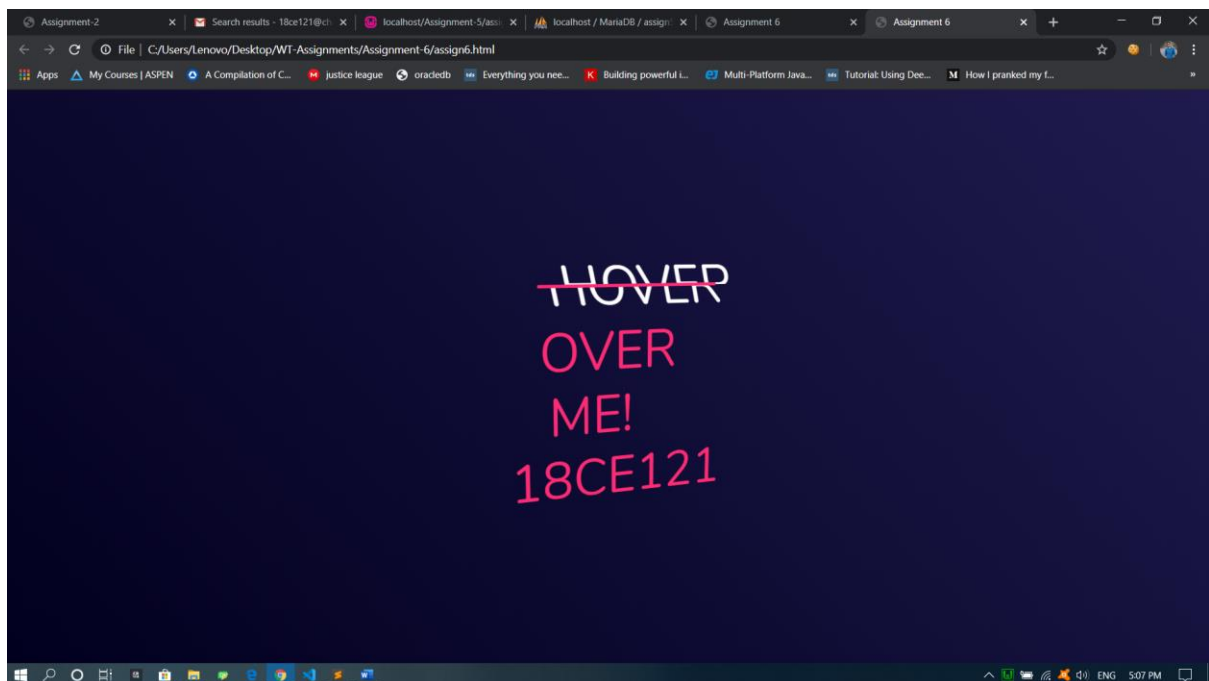 Assignment-2
Search results - 18ce121@ch
localhost/Assignment-5/assi
localhost / MariaDB / assign
Assignment 6
Assignment 6
File | C:/Users/Lenovo/Desktop/WT-Assignments/Assignment-6/assign6.html
Apps
My Courses | ASPEN
A Compilation of C...
justice league
oracledb
Everything you nee...
Building powerful i...
Multi-Platform Java...
Tutorial: Using Dee...
How I pranked my f...
HOVER
OVER
ME!
18CE121
ENG
5:07 PM